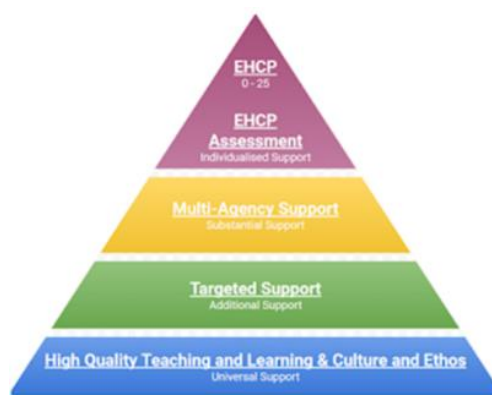 EHCP
0 - 25
EHCP
Assessment
Individualised Support
Multi-Agency Support
Substantial Support
Targeted Support
Additional Support
High Quality Teaching and Learning & Culture and Ethos
Universal Support